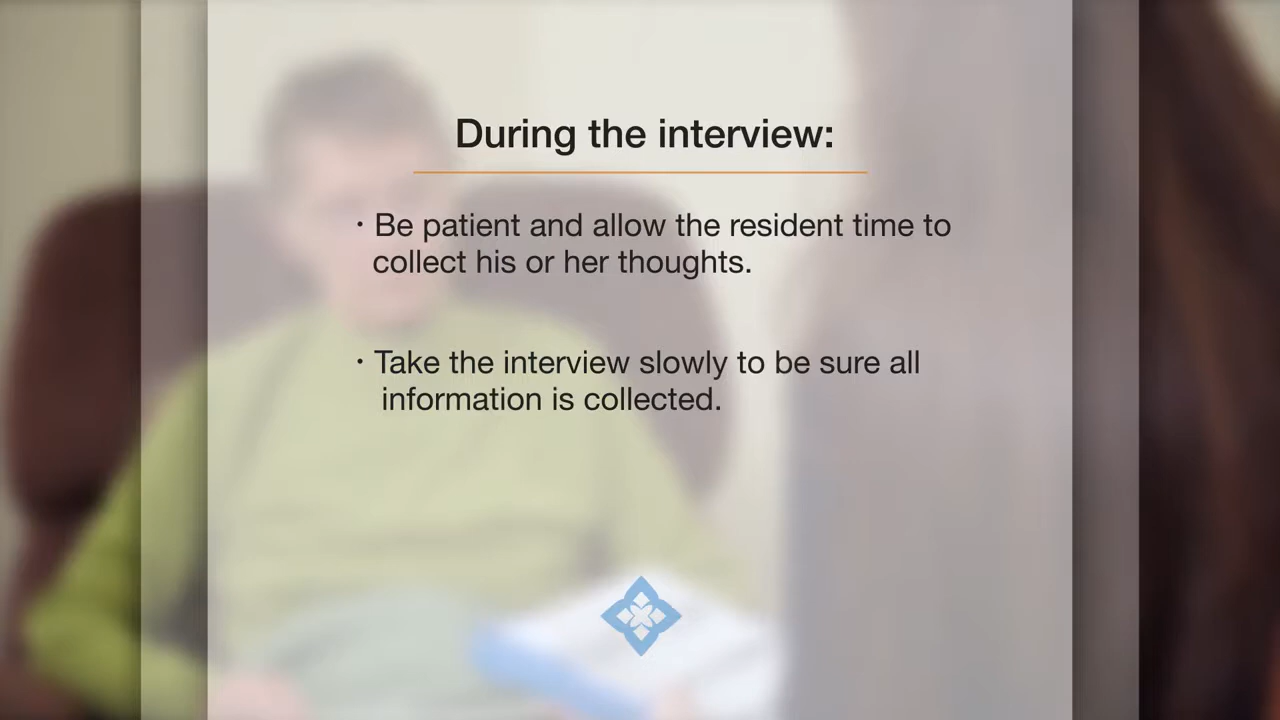 During the interview:
· Be patient and allow the resident time to
collect his or her thoughts.
· Take the interview slowly to be sure all
information is collected.